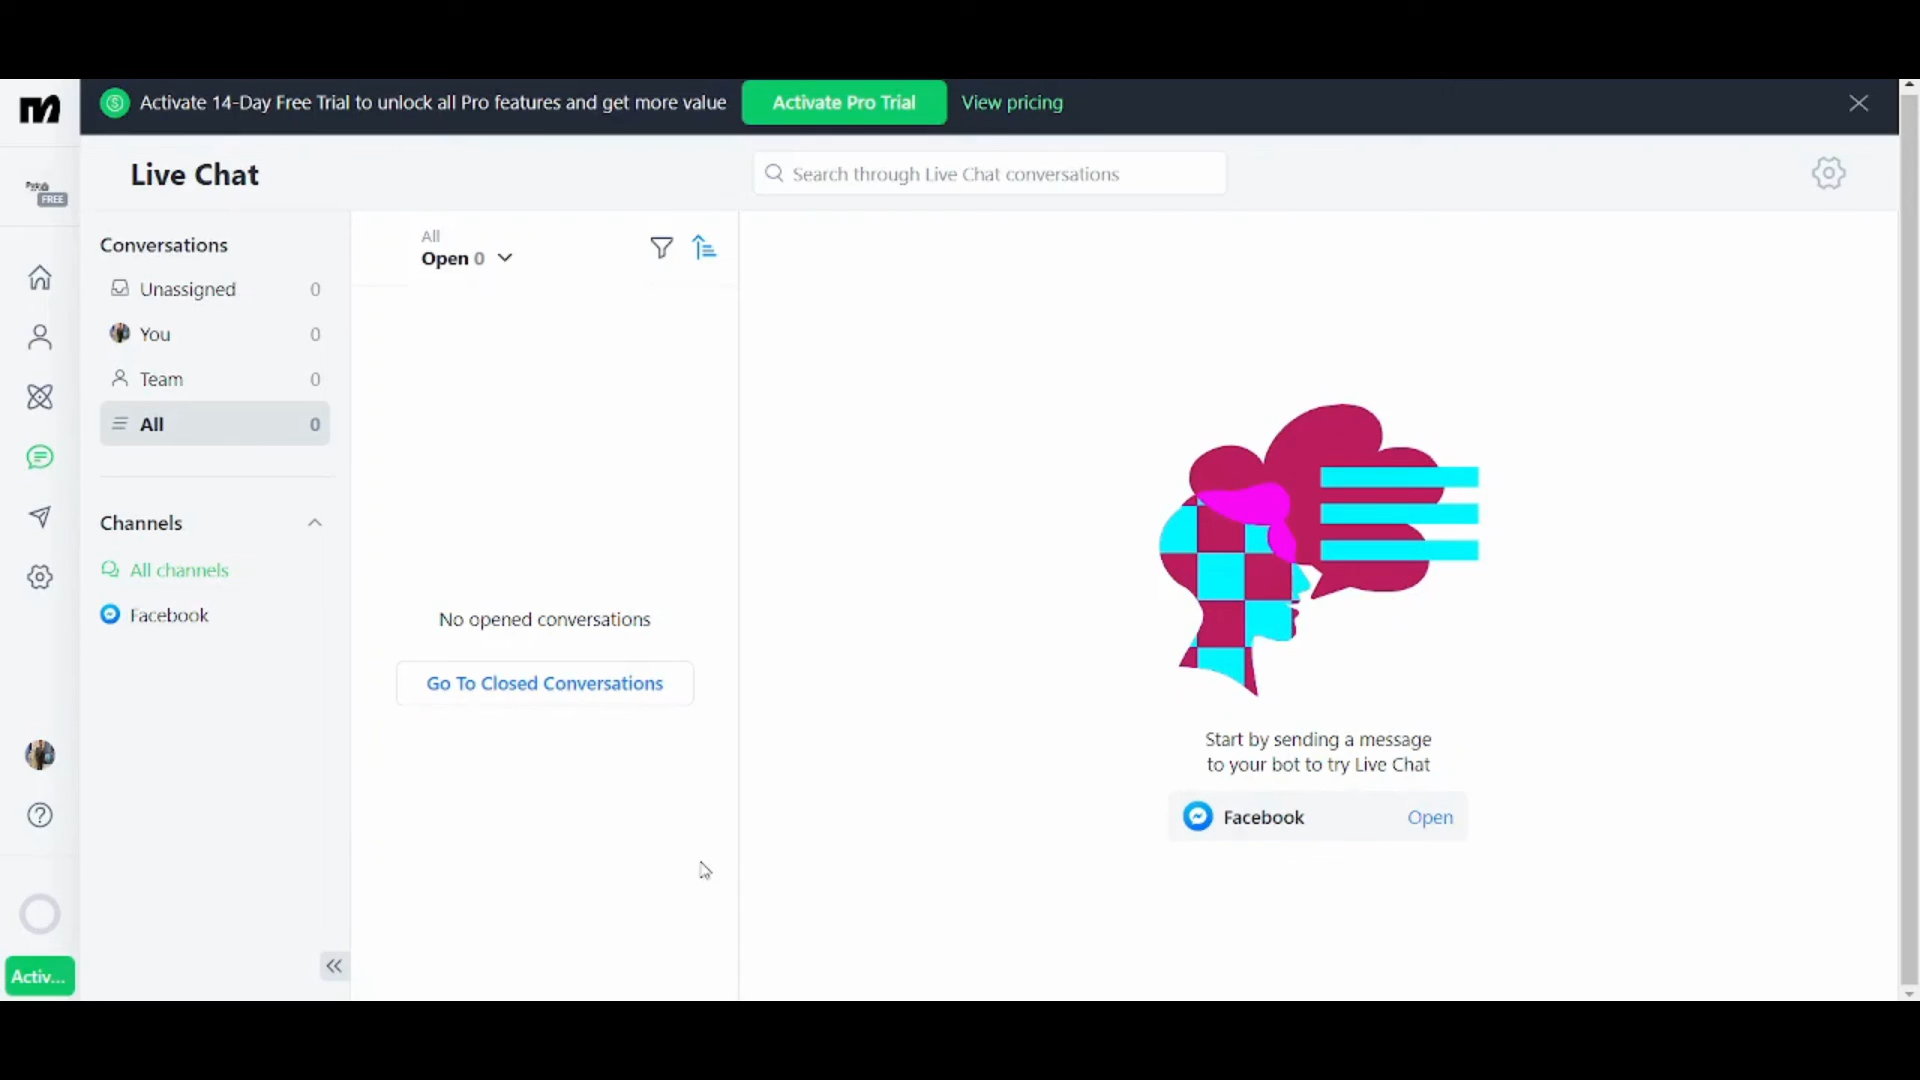 Activate 14-Day Free Trial to unlock all Pro features and get more value
Activate Pro Trial
View pricing
Live Chat
Search through Live Chat conversations
FREE
Conversations
Unassigned 0
You 0
Team 0
All 0
Channels
All channels
Facebook
All
Open 0
No opened conversations
Go To Closed Conversations
Start by sending a message
to your bot to try Live Chat
Facebook Open
Activ...